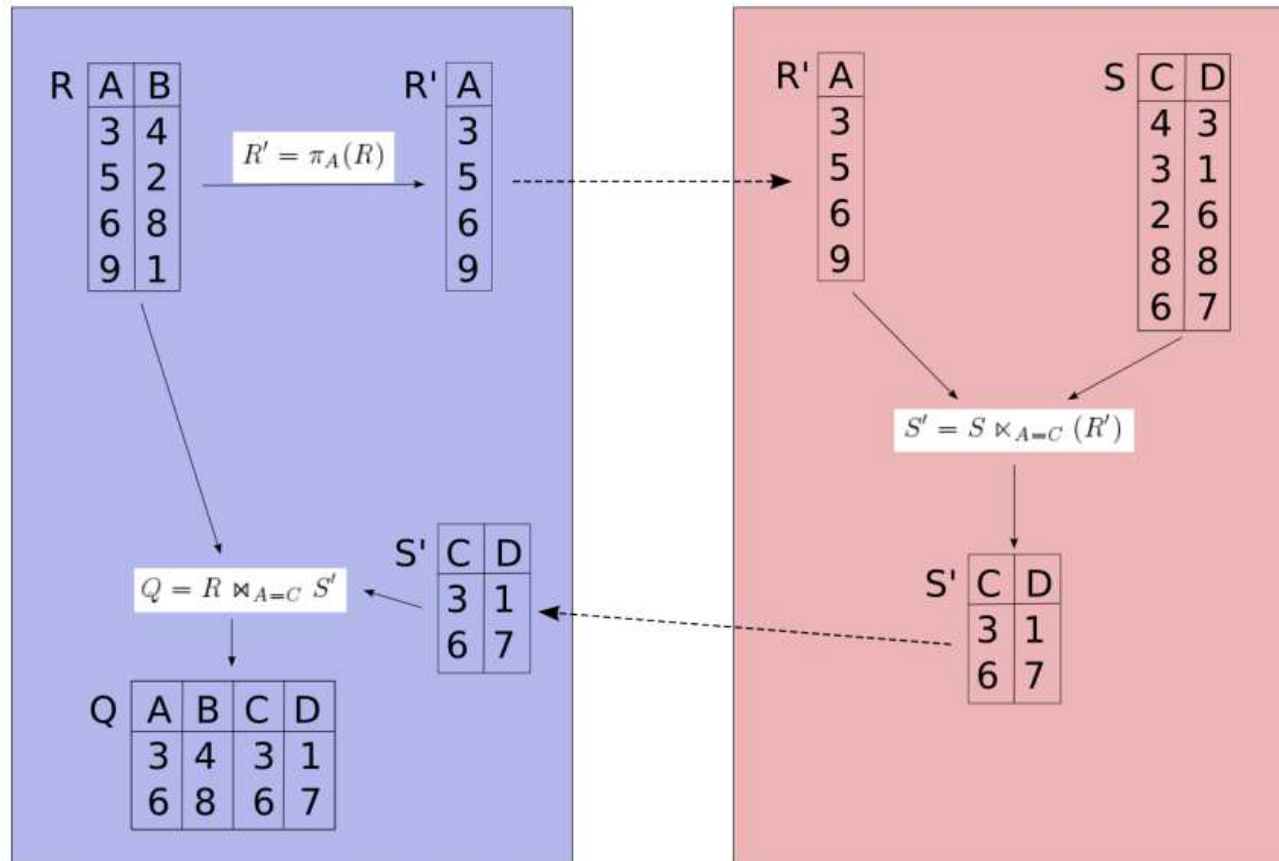 R A B
3 4
5 2
6 8
9 1
R' = π_A(R)
R' A
3
5
6
9
R' A
3
5
6
9
S C D
4 3
3 1
2 6
8 8
6 7
S' = S ⋉_{A=C} (R')
S' C D
3 1
6 7
S' C D
3 1
6 7
Q = R ⋈_{A=C} S'
Q A B C D
3 4 3 1
6 8 6 7